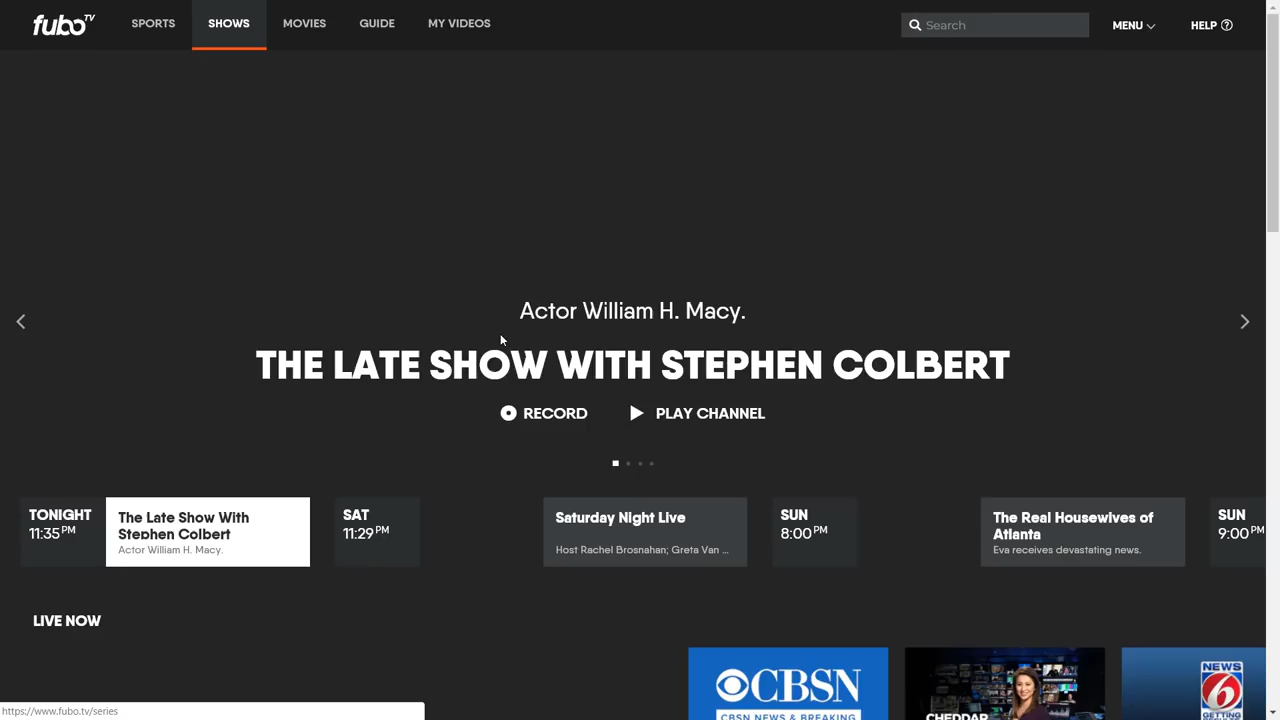 fubo TV SPORTS SHOWS MOVIES GUIDE MY VIDEOS Search MENU HELP ?
Actor William H. Macy.
THE LATE SHOW WITH STEPHEN COLBERT
RECORD PLAY CHANNEL
TONIGHT
11:35 PM
The Late Show With
Stephen Colbert
Actor William H. Macy.
SAT
11:29 PM
Saturday Night Live
Host Rachel Brosnahan; Greta Van ...
SUN
8:00 PM
The Real Housewives of
Atlanta
Eva receives devastating news.
SUN
9:00 PM
LIVE NOW
CBSN
CBSN NEWS & BREAKING
CHEDDAR
NEWS
6
GETTING
https://www.fubo.tv/series